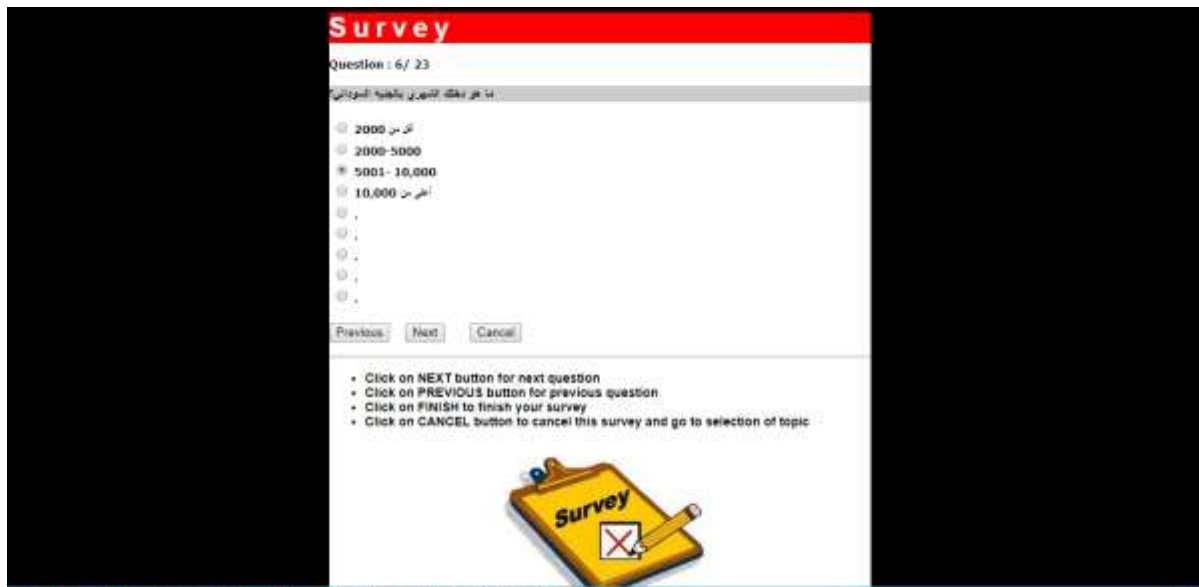 Survey
Question : 6/ 23
ما هو دخلك الشهري بالجنيه السوداني؟
أقل من 2000
2000-5000
5001- 10,000
أعلى من 10,000
.
.
.
.
.
Previous Next Cancel
• Click on NEXT button for next question
• Click on PREVIOUS button for previous question
• Click on FINISH to finish your survey
• Click on CANCEL button to cancel this survey and go to selection of topic
Survey